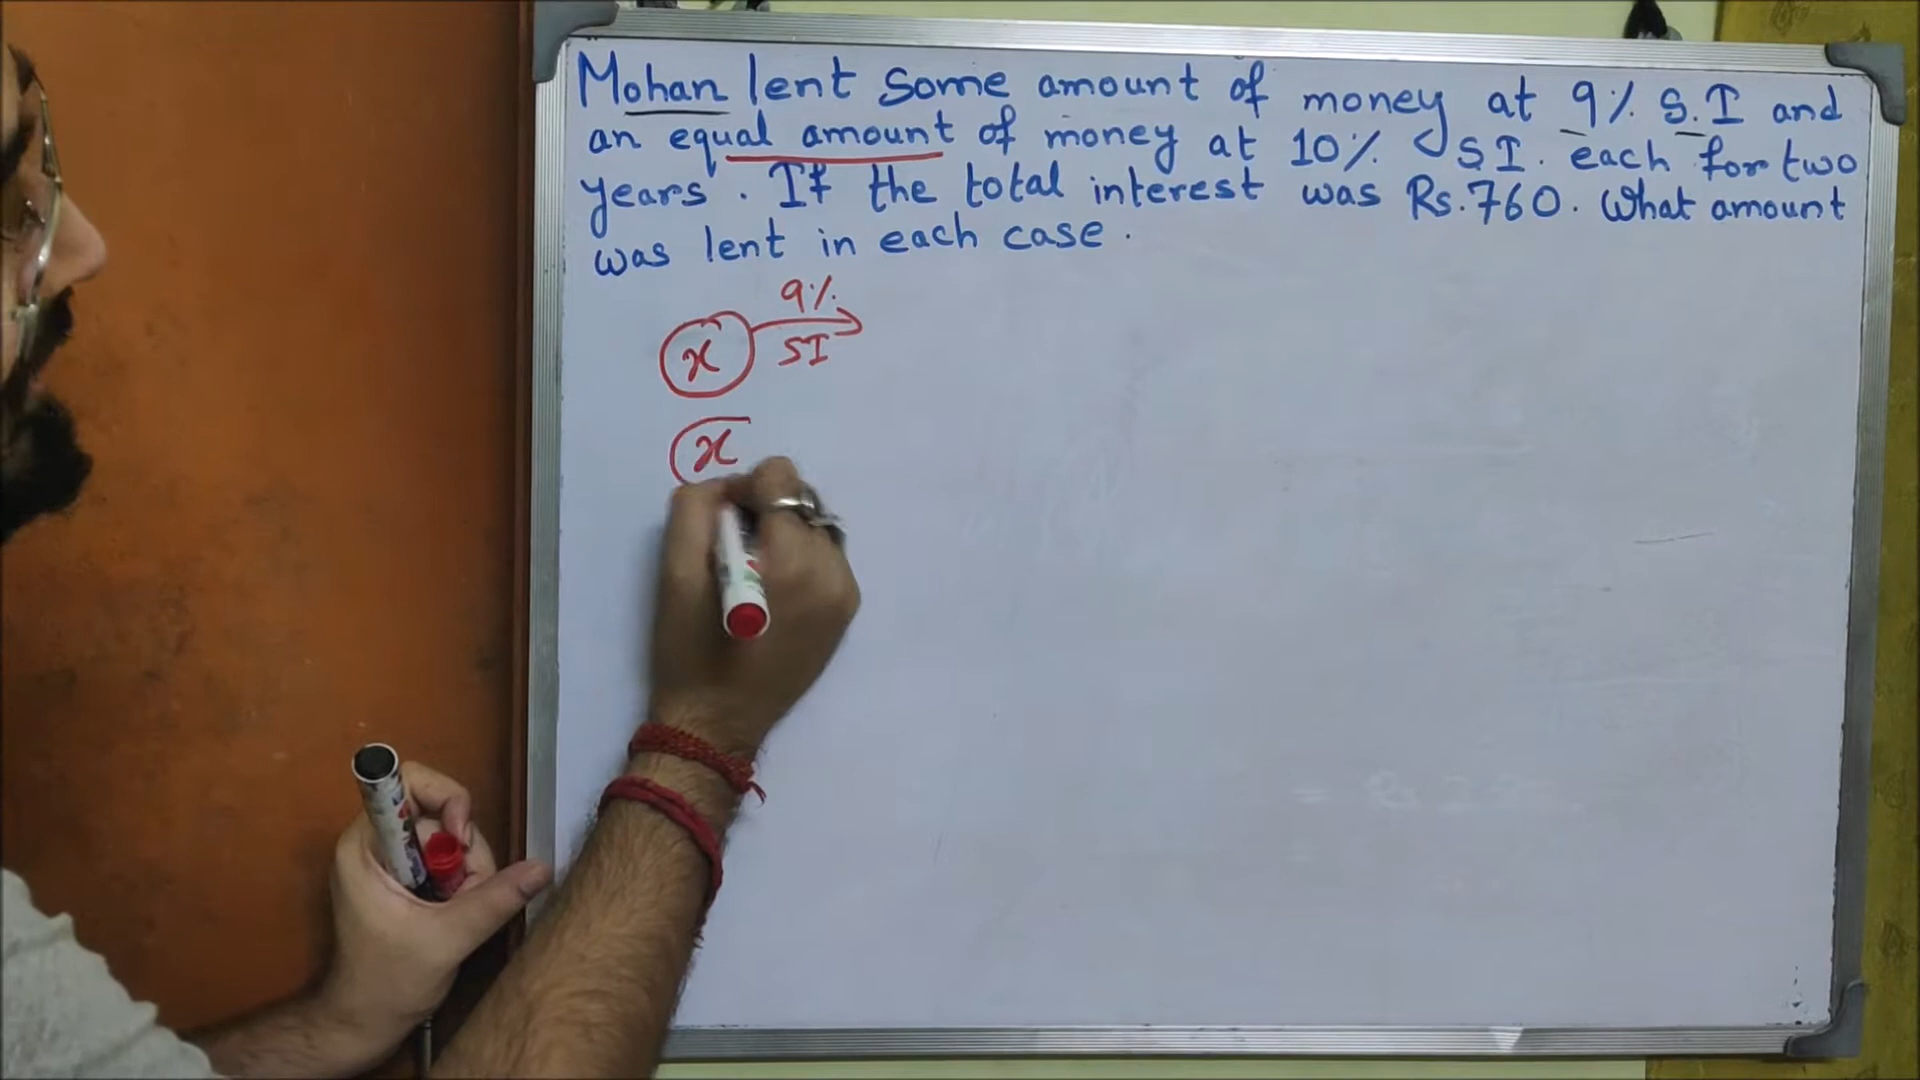 Mohan lent some amount of money at 9% S.I and
an equal amount of money at 10% S.I. each for two
years. If the total interest was Rs.760. What amount
was lent in each case.
9%
x
SI
x